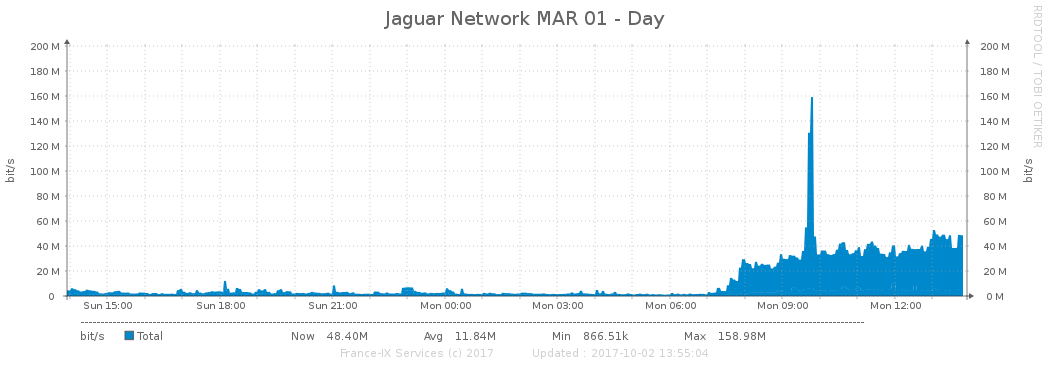 Jaguar Network MAR 01 - Day
RRDTOOL / TOBI OETIKER
bit/s
200 M
180 M
160 M
140 M
120 M
100 M
80 M
60 M
40 M
20 M
0
200 M
180 M
160 M
140 M
120 M
100 M
80 M
60 M
40 M
20 M
0 M
bit/s
Sun 15:00 Sun 18:00 Sun 21:00 Mon 00:00 Mon 03:00 Mon 06:00 Mon 09:00 Mon 12:00
bit/s Total Now 48.40M Avg 11.84M Min 866.51k Max 158.98M
France-IX Services (c) 2017 Updated : 2017-10-02 13:55:04